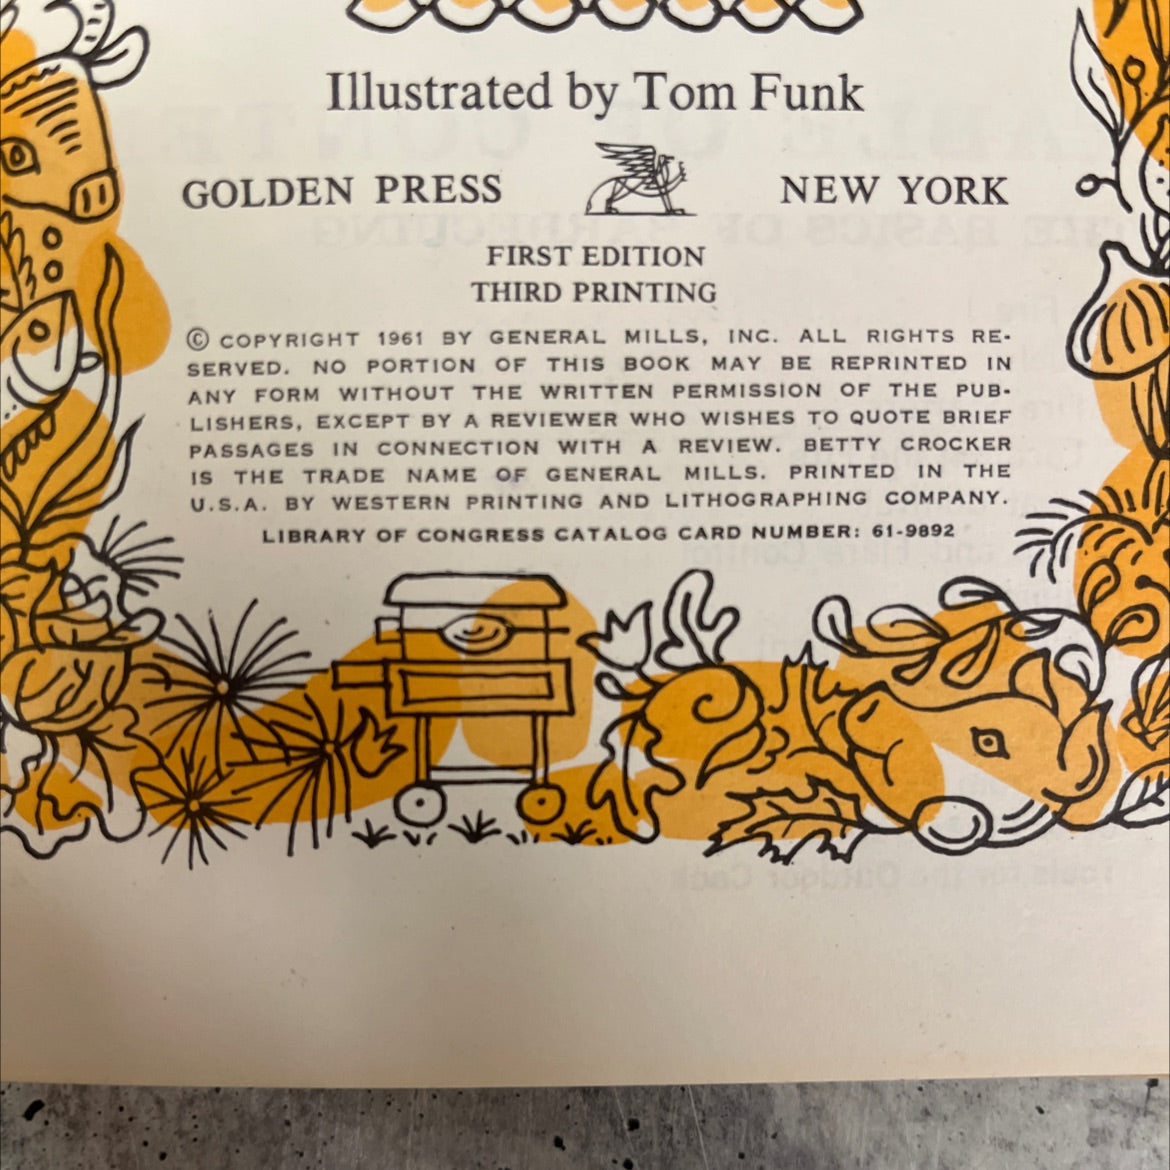 Illustrated by Tom Funk
GOLDEN PRESS NEW YORK
FIRST EDITION
THIRD PRINTING
© COPYRIGHT 1961 BY GENERAL MILLS, INC. ALL RIGHTS RE-
SERVED. NO PORTION OF THIS BOOK MAY BE REPRINTED IN
ANY FORM WITHOUT THE WRITTEN PERMISSION OF THE PUB-
LISHERS, EXCEPT BY A REVIEWER WHO WISHES TO QUOTE BRIEF
PASSAGES IN CONNECTION WITH A REVIEW. BETTY CROCKER
IS THE TRADE NAME OF GENERAL MILLS. PRINTED IN THE
U.S.A. BY WESTERN PRINTING AND LITHOGRAPHING COMPANY.
LIBRARY OF CONGRESS CATALOG CARD NUMBER: 61-9892